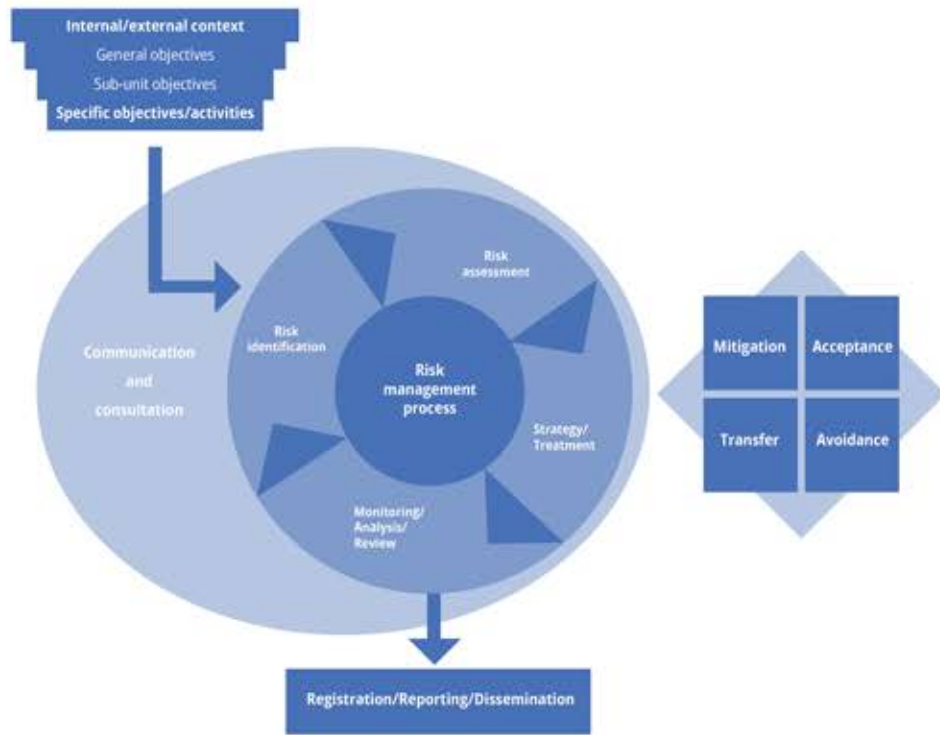 Internal/external context
General objectives
Sub-unit objectives
Specific objectives/activities
Communication
and
consultation
Risk
identification
Risk
assessment
Risk
management
process
Strategy/
Treatment
Monitoring/
Analysis/
Review
Mitigation
Acceptance
Transfer
Avoidance
Registration/Reporting/Dissemination